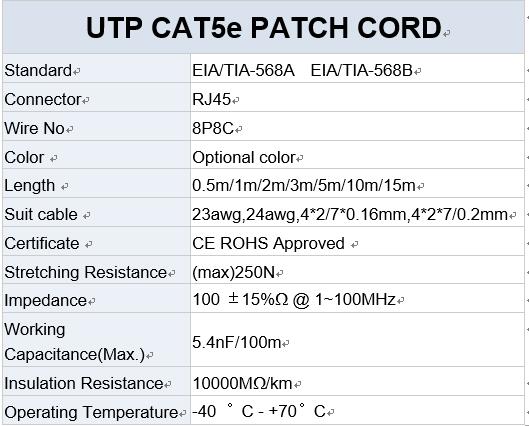 UTP CAT5e PATCH CORD
Standard EIA/TIA-568A EIA/TIA-568B
Connector RJ45
Wire No 8P8C
Color Optional color
Length 0.5m/1m/2m/3m/5m/10m/15m
Suit cable 23awg,24awg,4*2/7*0.16mm,4*2*7/0.2mm
Certificate CE ROHS Approved
Stretching Resistance (max)250N
Impedance 100 ±15%Ω @ 1~100MHz
Working
Capacitance(Max.) 5.4nF/100m
Insulation Resistance 10000MΩ/km
Operating Temperature -40 ° C - +70° C